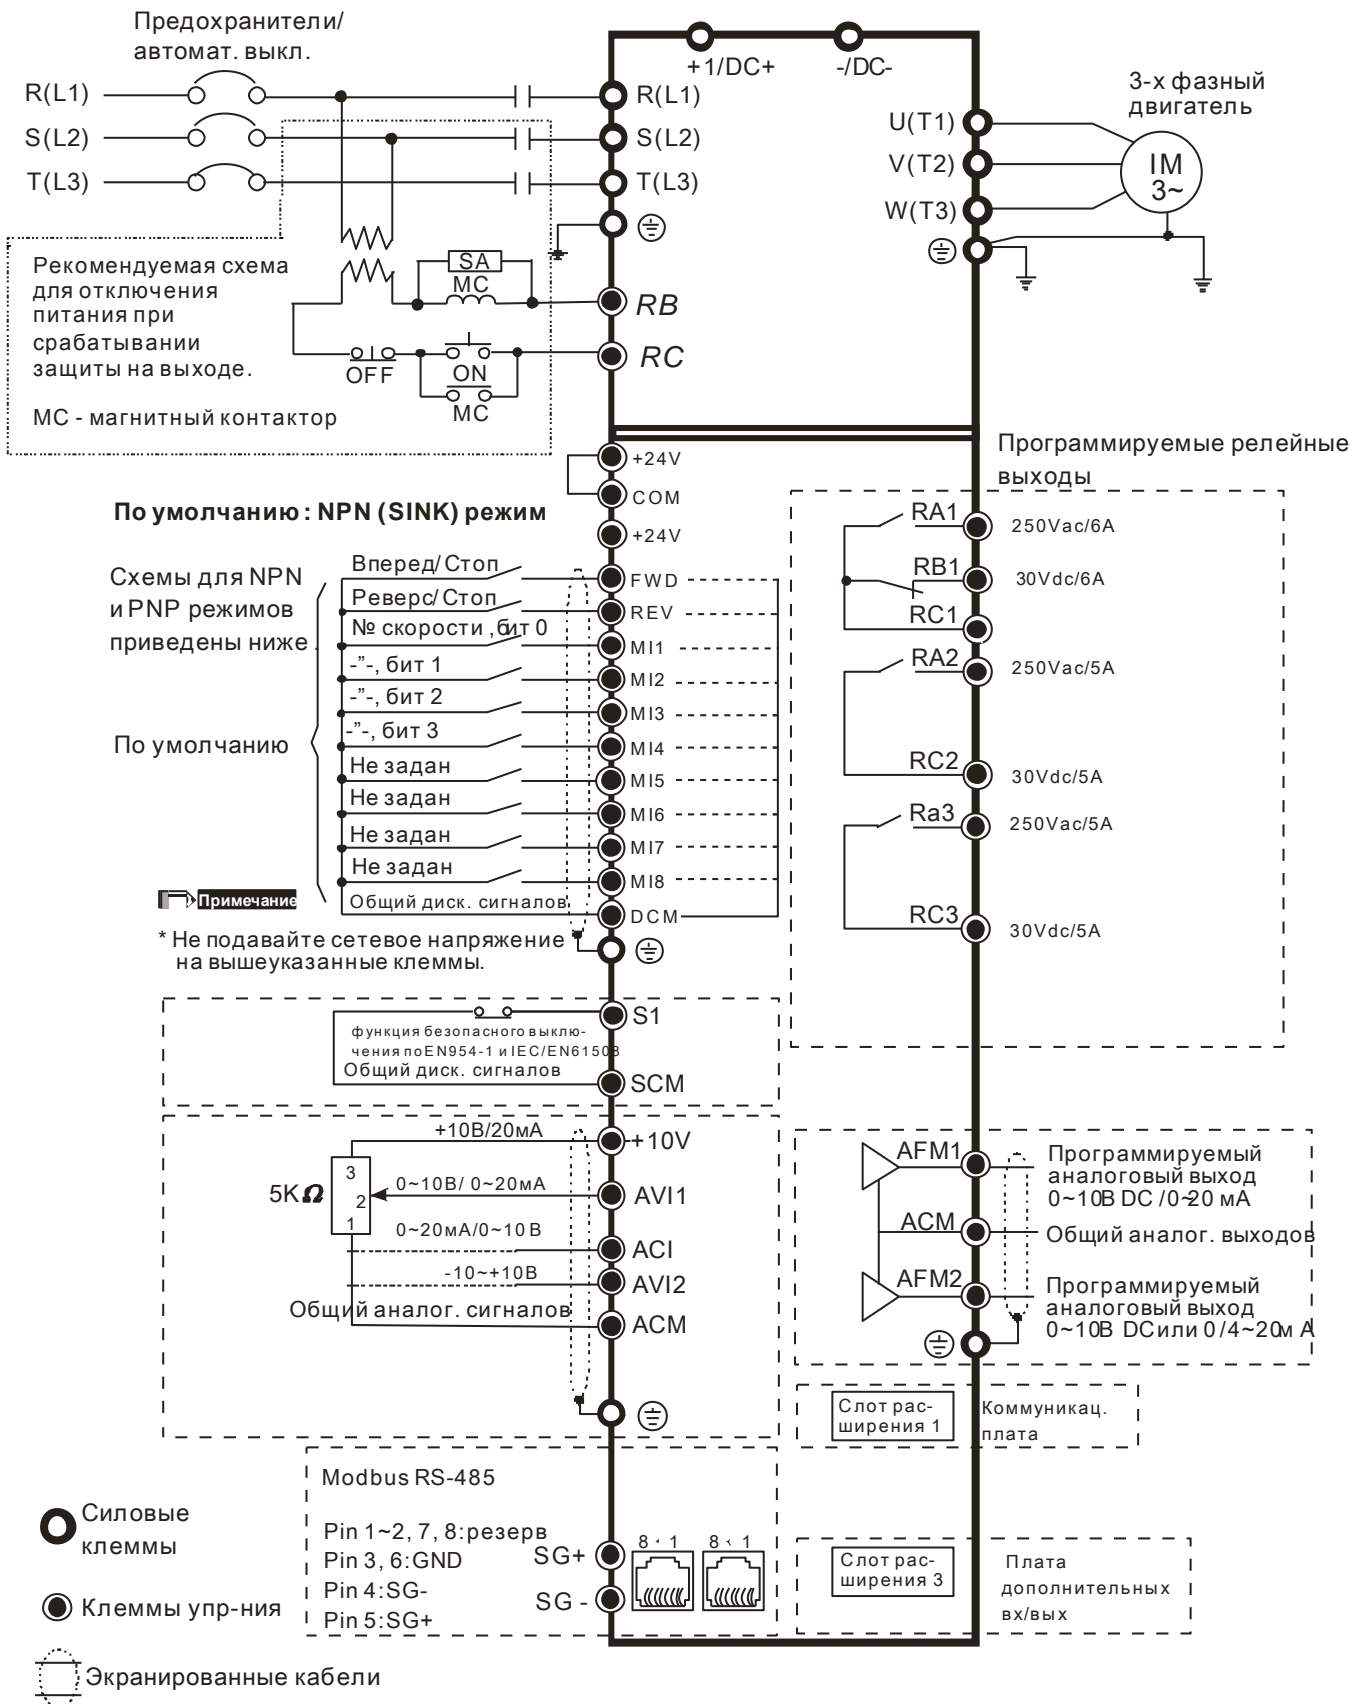 Предохранители/
автомат. выкл.
+1/DC+
-/DC-
R(L1)
R(L1)
3-х фазный
двигатель
S(L2)
S(L2)
U(T1)
T(L3)
T(L3)
V(T2)
IM
3~
W(T3)
Рекомендуемая схема
для отключения
питания при
срабатывании
защиты на выходе.
МС - магнитный контактор
SA
MC
RB
RC
OFF
ON
MC
+24V
COM
+24V
Программируемые релейные
выходы
По умолчанию: NPN (SINK) режим
Схемы для NPN
и PNP режимов
приведены ниже.
По умолчанию
Вперед/Стоп
FWD
Реверс/Стоп
REV
№ скорости, бит 0
MI1
-”-, бит 1
MI2
-”-, бит 2
MI3
-”-, бит 3
MI4
Не задан
MI5
Не задан
MI6
Не задан
MI7
Не задан
MI8
Общий диск. сигналов
DCM
Примечание
* Не подавайте сетевое напряжение
на вышеуказанные клеммы.
RA1
250Vac/6A
RB1
30Vdc/6A
RC1
RA2
250Vac/5A
RC2
30Vdc/5A
Ra3
250Vac/5A
RC3
30Vdc/5A
S1
функция безопасного выклю-
чения по EN954-1 и IEC/EN61508
Общий диск. сигналов
SCM
+10В/20мА
+10V
5KΩ
3
2
1
0~10В/ 0~20мА
AVI1
0~20мА/0~10В
ACI
-10~+10В
AVI2
Общий аналог. сигналов
ACM
AFM1
Программируемый
аналоговый выход
0~10В DC /0~20 мА
ACM
Общий аналог. выходов
AFM2
Программируемый
аналоговый выход
0~10В DC или 0/4~20м А
Слот рас-
ширения 1
Коммуникац.
плата
Modbus RS-485
Pin 1~2, 7, 8:резерв
Pin 3, 6:GND
Pin 4:SG-
Pin 5:SG+
SG+
SG -
8 1
8 1
Слот рас-
ширения 3
Плата
дополнительных
вх/вых
Силовые
клеммы
Клеммы упр-ния
Экранированные кабели